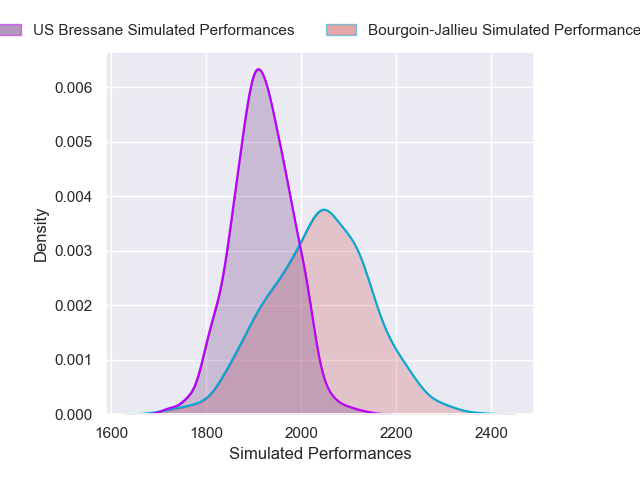 US Bressane Simulated Performances
Bourgoin-Jallieu Simulated Performance
0.006
0.005
0.004
0.003
0.002
0.001
0.000
Density
1600 1800 2000 2200 2400
Simulated Performances